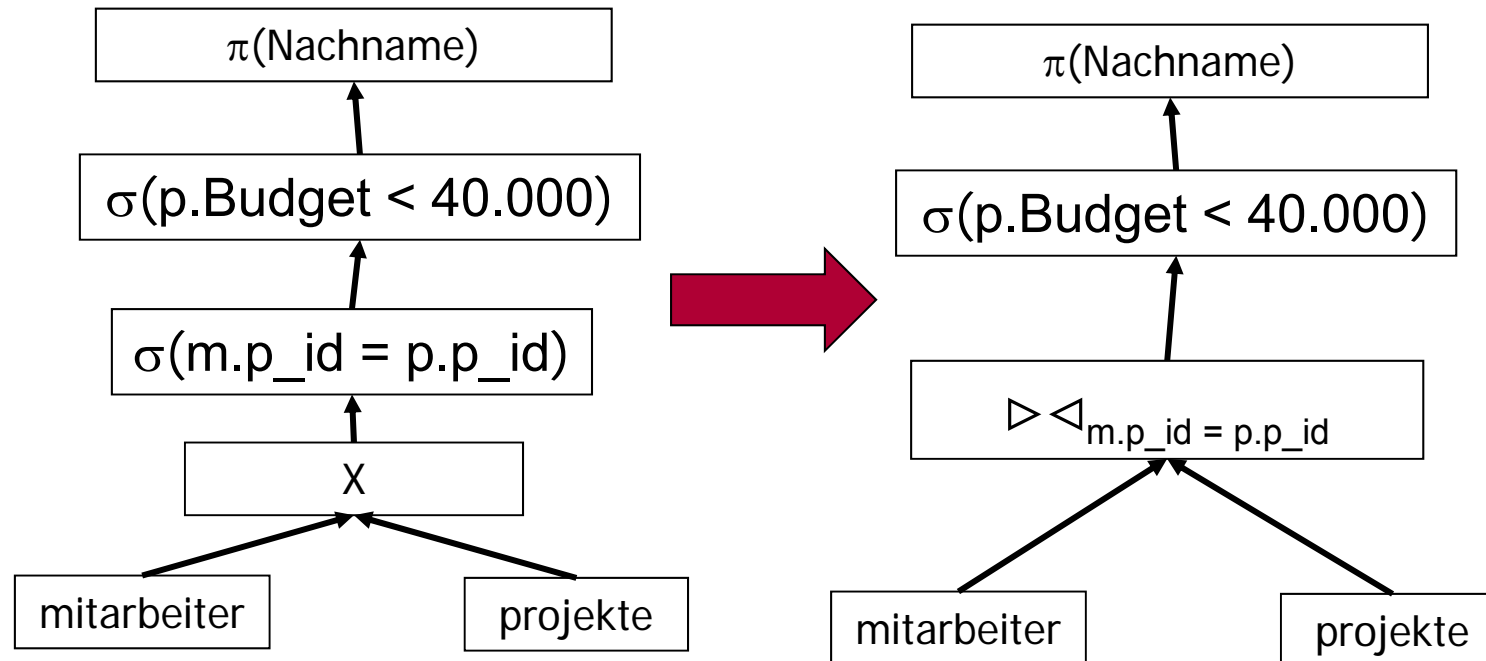 π(Nachname)
σ(p.Budget < 40.000)
σ(m.p_id = p.p_id)
X
mitarbeiter
projekte
π(Nachname)
σ(p.Budget < 40.000)
▷◁m.p_id = p.p_id
mitarbeiter
projekte